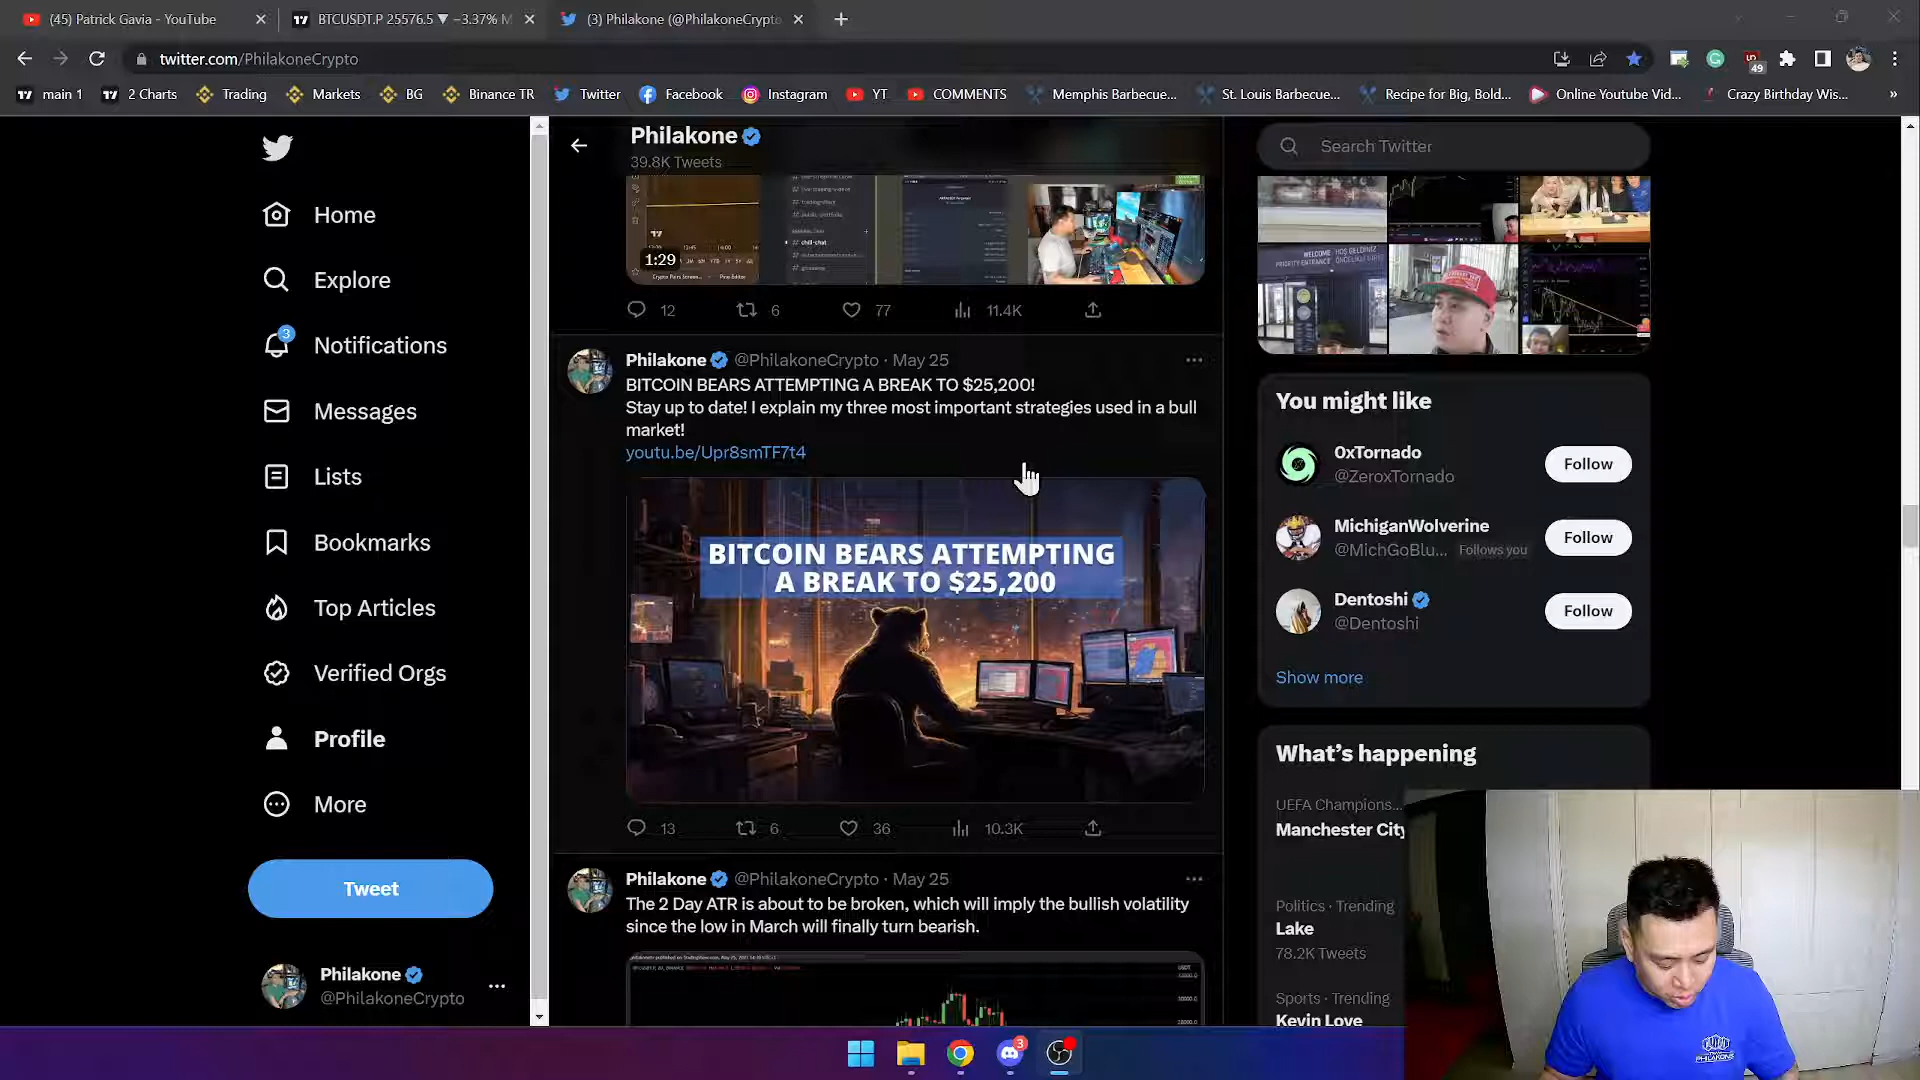 (45) Patrick Gavia - YouTube
BTCUSDT.P 25576.5 ▼ −3.37% M
(3) Philakone (@PhilakoneCrypto
twitter.com/PhilakoneCrypto
49
main 1
2 Charts
Trading
Markets
BG
Binance TR
Twitter
Facebook
Instagram
YT
COMMENTS
Memphis Barbecue...
St. Louis Barbecue...
Recipe for Big, Bold...
Online Youtube Vid...
Crazy Birthday Wis...
»
Home
Explore
3
Notifications
Messages
Lists
Bookmarks
Top Articles
Verified Orgs
Profile
More
Tweet
Philakone
@PhilakoneCrypto
Philakone
39.8K Tweets
chill-chat
1:29
12
6
77
11.4K
Philakone @PhilakoneCrypto · May 25
BITCOIN BEARS ATTEMPTING A BREAK TO $25,200!
Stay up to date! I explain my three most important strategies used in a bull
market!
youtu.be/Upr8smTF7t4
BITCOIN BEARS ATTEMPTING
A BREAK TO $25,200
13
6
36
10.3K
Philakone @PhilakoneCrypto · May 25
The 2 Day ATR is about to be broken, which will imply the bullish volatility
since the low in March will finally turn bearish.
Search Twitter
WELCOME
PRIORITY ENTRANCE
You might like
0xTornado
@ZeroxTornado
Follow
MichiganWolverine
@MichGoBlu... Follows you
Follow
Dentoshi
@Dentoshi
Follow
Show more
What's happening
UEFA Champions...
Manchester City
Politics · Trending
Lake
78.2K Tweets
Sports · Trending
Kevin Love
3
PHILAKONE